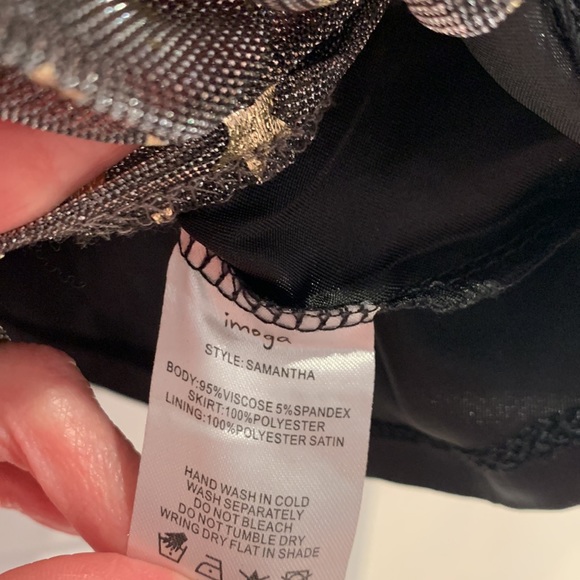 imoga
STYLE: SAMANTHA
BODY:95%VISCOSE 5%SPANDEX
SKIRT:100%POLYESTER
LINING:100%POLYESTER SATIN
HAND WASH IN COLD
WASH SEPARATELY
DO NOT BLEACH
DO NOT TUMBLE DRY
WRING DRY FLAT IN SHADE